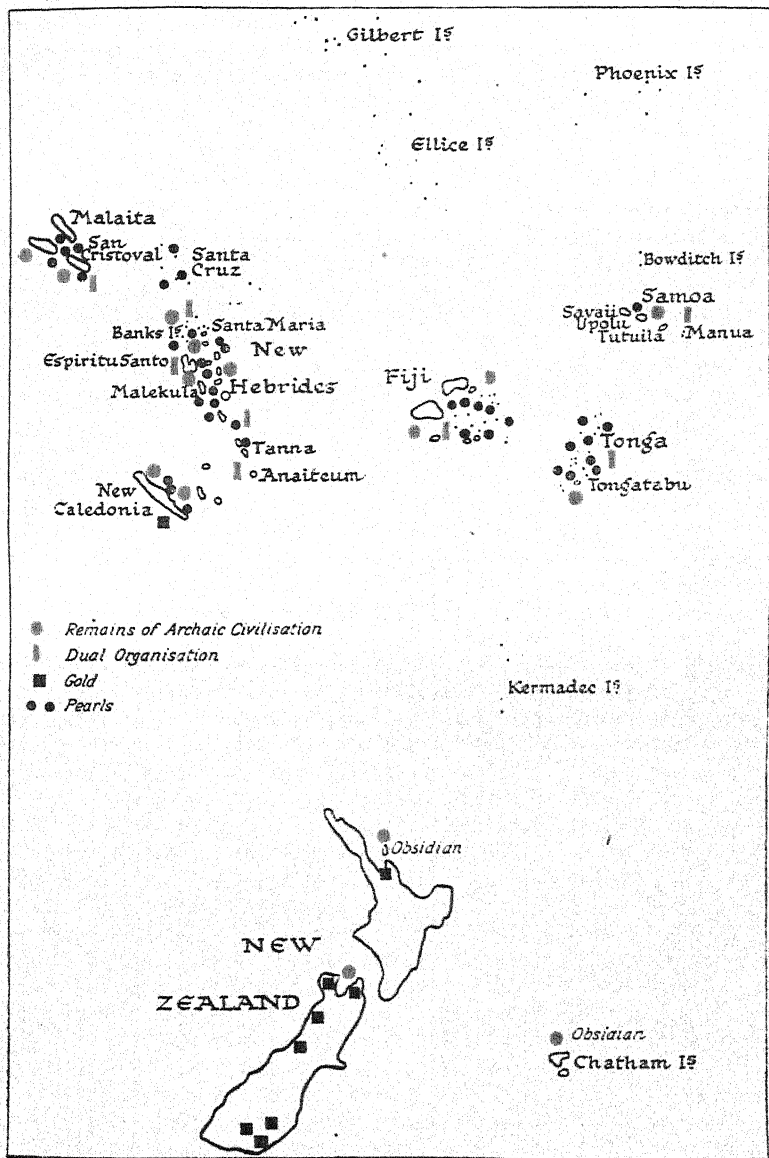 Gilbert Iˢ
Phoenix Iˢ
Ellice Iˢ
Malaita
San
Cristoval
Santa
Cruz
Bowditch Iˢ
Samoa
Savaii
Upolu
Tutuila
Manua
Banks Iˢ
Santa Maria
New
Espiritu Santo
Malekula
Hebrides
Fiji
Tanna
Anaiteum
Tonga
Tongatabu
New
Caledonia
Remains of Archaic Civilisation
Dual Organisation
Gold
Pearls
Kermadec Iˢ
Obsidian
NEW
ZEALAND
Obsidian
Chatham Iˢ